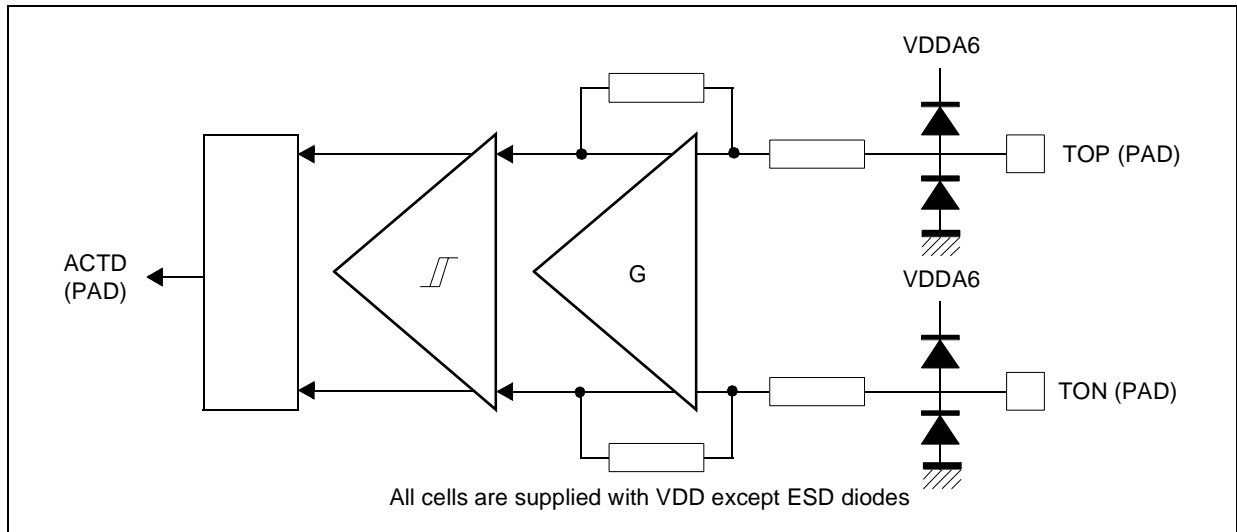 VDDA6
TOP (PAD)
ACTD
(PAD)
G
VDDA6
TON (PAD)
All cells are supplied with VDD except ESD diodes